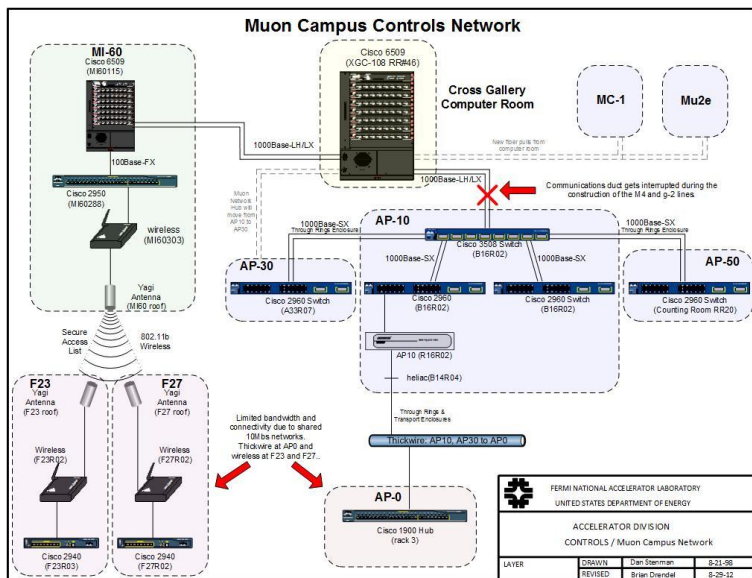 Muon Campus Controls Network
MI-60
Cisco 6509
(MI60115)
Cisco 6509
(XGC-108 RR#46)
Cross Gallery
Computer Room
MC-1
Mu2e
1000Base-LH/LX
New fiber pulls from
computer room
100Base-FX
1000Base-LH/LX
Cisco 2950
(MI60288)
Muon
Network
Hub will
move from
AP10 to
AP30
Communications duct gets interrupted during the
construction of the M4 and g-2 lines
wireless
(MI60303)
AP-10
1000Base-SX
Through Rings Enclosure
1000Base-SX
Through Rings Enclosure
Cisco 3508 Switch
(B16R02)
AP-30
1000Base-SX
1000Base-SX
AP-50
Yagi
Antenna
(MI60 roof)
Cisco 2960 Switch
(A33R07)
Cisco 2960
(B16R02)
Cisco 2960 Switch
(B16R02)
Cisco 2960 Switch
(Counting Room RR20)
Secure
Access
List
802.11b
Wireless
AP10 (R16R02)
heliac(B14R04)
F23
Yagi
Antenna
(F23 roof)
F27
Yagi
Antenna
(F27 roof)
Limited bandwidth and
connectivity due to shared
10Mbs networks.
Thickwire at AP0 and
wireless at F23 and F27..
Through Rings &
Transport Enclosures
Thickwire: AP10, AP30 to AP0
Wireless
(F23R02)
Wireless
(F27R02)
AP-0
Cisco 1900 Hub
(rack 3)
Cisco 2940
(F23R03)
Cisco 2940
(F27R02)
FERMI NATIONAL ACCELERATOR LABORATORY
UNITED STATES DEPARTMENT OF ENERGY
ACCELERATOR DIVISION
CONTROLS / Muon Campus Network
LAYER
DRAWN Dan Stenman 8-21-98
REVISED Brian Drendel 8-29-12